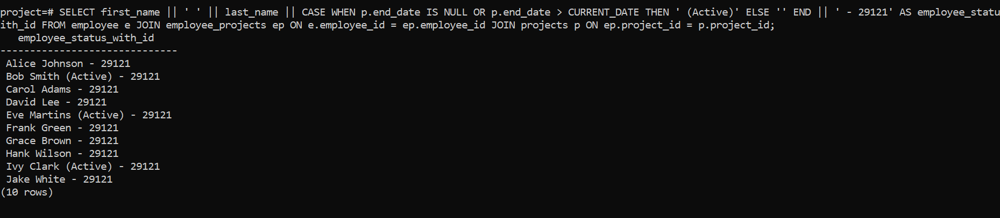 project=# SELECT first_name || ' ' || last_name || CASE WHEN p.end_date IS NULL OR p.end_date > CURRENT_DATE THEN ' (Active)' ELSE '' END || ' - 29121' AS employee_statu
ith_id FROM employee e JOIN employee_projects ep ON e.employee_id = ep.employee_id JOIN projects p ON ep.project_id = p.project_id;
   employee_status_with_id
------------------------------
 Alice Johnson - 29121
 Bob Smith (Active) - 29121
 Carol Adams - 29121
 David Lee - 29121
 Eve Martins (Active) - 29121
 Frank Green - 29121
 Grace Brown - 29121
 Hank Wilson - 29121
 Ivy Clark (Active) - 29121
 Jake White - 29121
(10 rows)